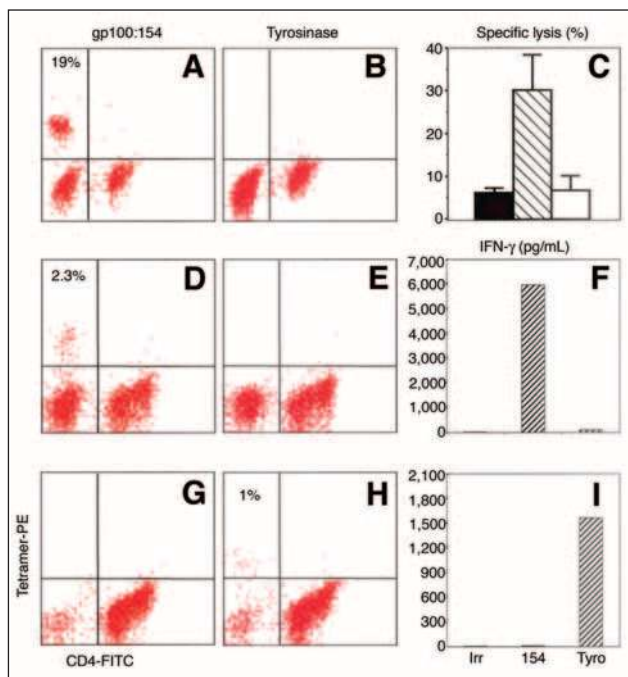 gp100:154 Tyrosinase Specific lysis (%)
19% A B C
40
30
20
10
0
IFN-γ (pg/mL)
2.3% D E F
7,000
6,000
5,000
4,000
3,000
2,000
1,000
0
G H I
1%
2,100
1,800
1,500
1,200
900
600
300
0
Tetramer-PE
CD4-FITC
Irr 154 Tyro